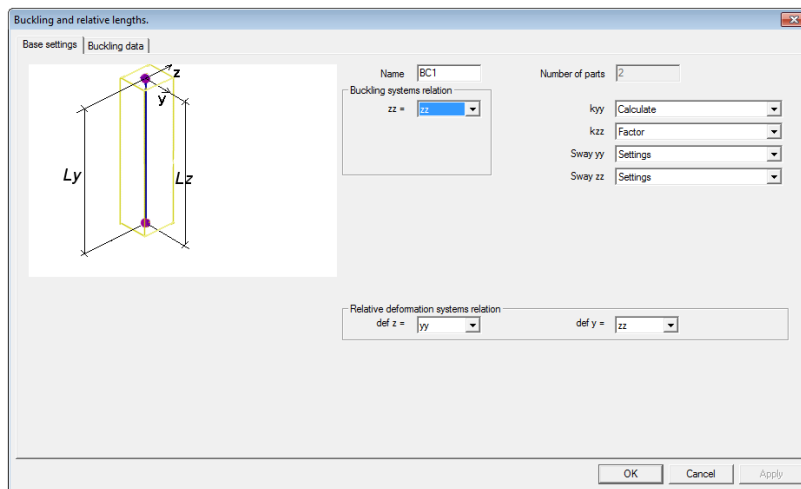 Buckling and relative lengths.
Base settings
Buckling data
z
y
Ly
Lz
Name BC1
Number of parts 2
Buckling systems relation
zz = zz
kyy Calculate
kzz Factor
Sway yy Settings
Sway zz Settings
Relative deformation systems relation
def z = yy
def y = zz
OK
Cancel
Apply